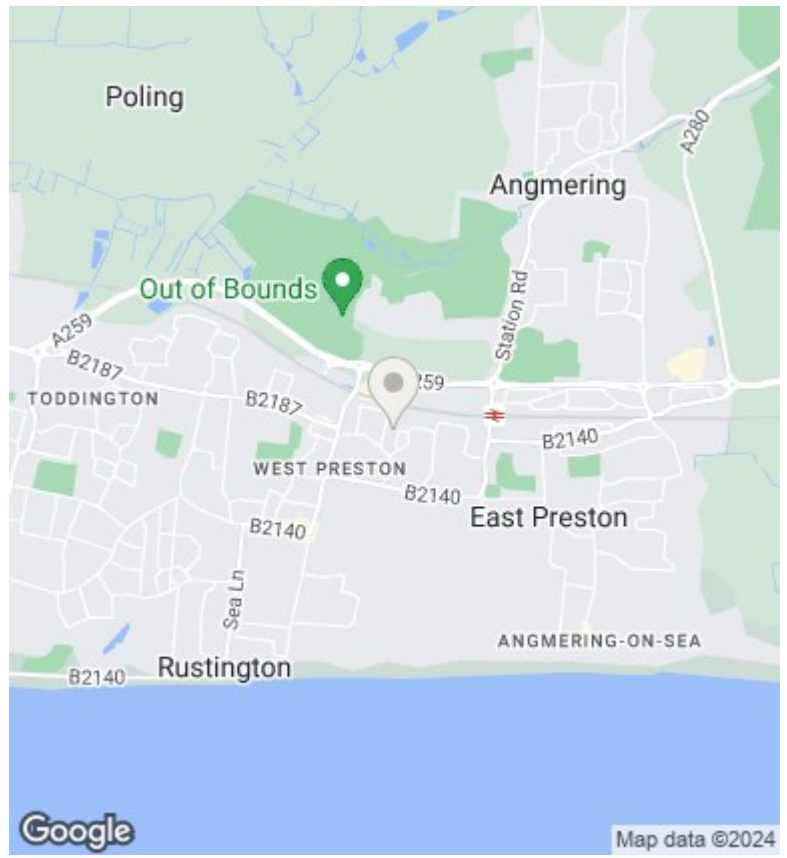 Poling
A280
Angmering
Out of Bounds
Station Rd
A259
B2187
259
TODDINGTON
B2187
B2140
WEST PRESTON
B2140
East Preston
B2140
Sea Ln
ANGMERING-ON-SEA
Rustington
B2140
Google
Map data ©2024